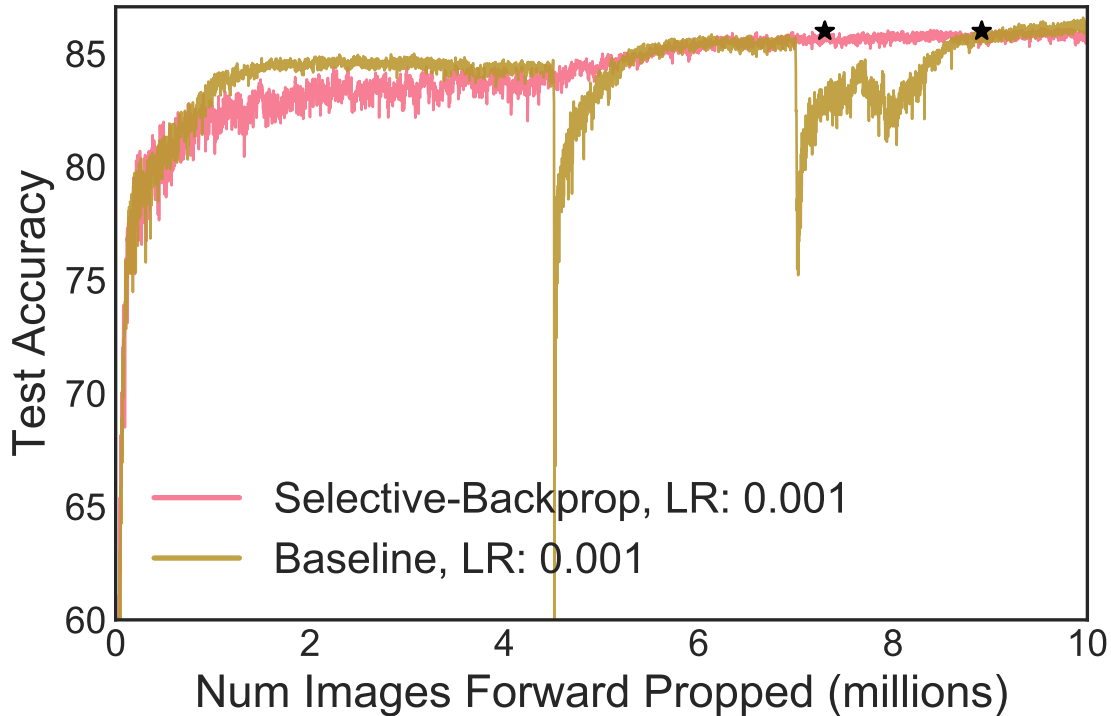 85
80
75
70
65
60
Test Accuracy
Selective-Backprop, LR: 0.001
Baseline, LR: 0.001
0 2 4 6 8 10
Num Images Forward Propped (millions)